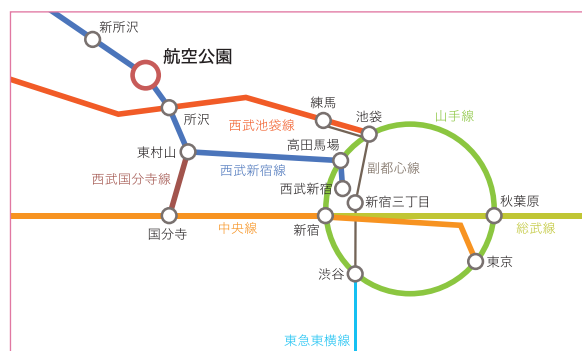 新所沢
航空公園
所沢
練馬
池袋
山手線
西武池袋線
高田馬場
東村山
副都心線
西武国分寺線
西武新宿線
西武新宿
新宿三丁目
秋葉原
国分寺
中央線
新宿
総武線
渋谷
東京
東急東横線